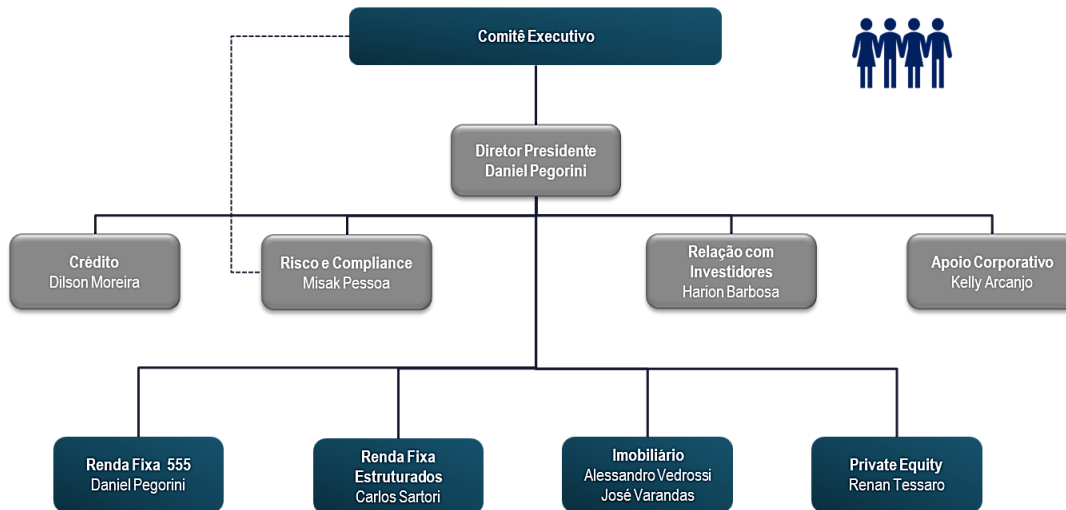 Comitê Executivo
Diretor Presidente
Daniel Pegorini
Crédito
Dilson Moreira
Risco e Compliance
Misak Pessoa
Relação com
Investidores
Harion Barbosa
Apoio Corporativo
Kelly Arcanjo
Renda Fixa 555
Daniel Pegorini
Renda Fixa
Estruturados
Carlos Sartori
Imobiliário
Alessandro Vedrossi
José Varandas
Private Equity
Renan Tessaro